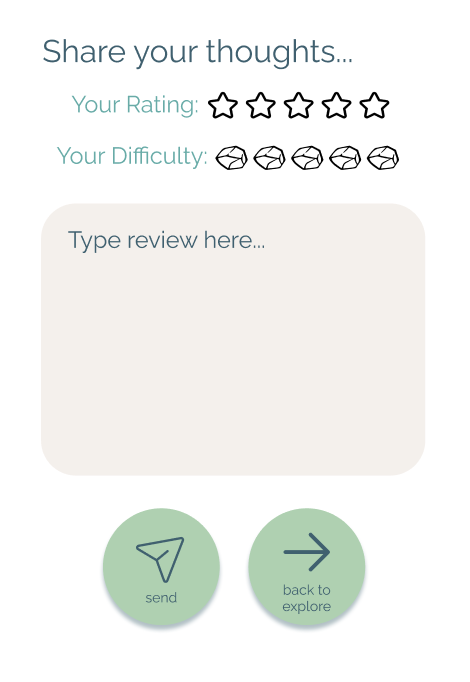 Share your thoughts...
Your Rating:
Your Difficulty:
Type review here...
send
back to
explore